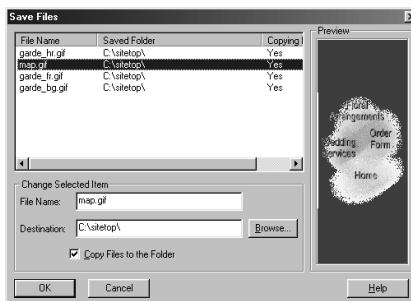 Save Files
File Name Saved Folder Copying
garde_hr.gif C:\sitetop\ Yes
map.gif C:\sitetop\ Yes
garde_fr.gif C:\sitetop\ Yes
garde_bg.gif C:\sitetop\ Yes
Change Selected Item
File Name: map.gif
Destination: C:\sitetop\ Browse...
Copy Files to the Folder
OK Cancel Help
Preview
Floral
Arrangements
Order
Form
Wedding
Services
Home